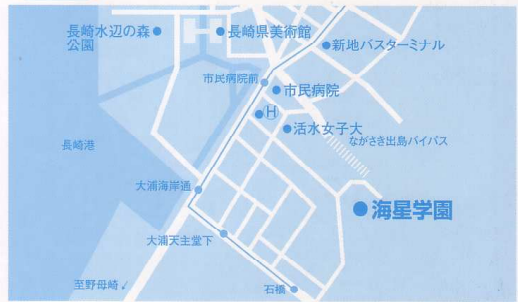 長崎水辺の森
公園
長崎県美術館
新地バスターミナル
市民病院前
市民病院
H
活水女子大
ながさき出島バイパス
長崎港
大浦海岸通
海星学園
大浦天主堂下
至野母崎
石橋